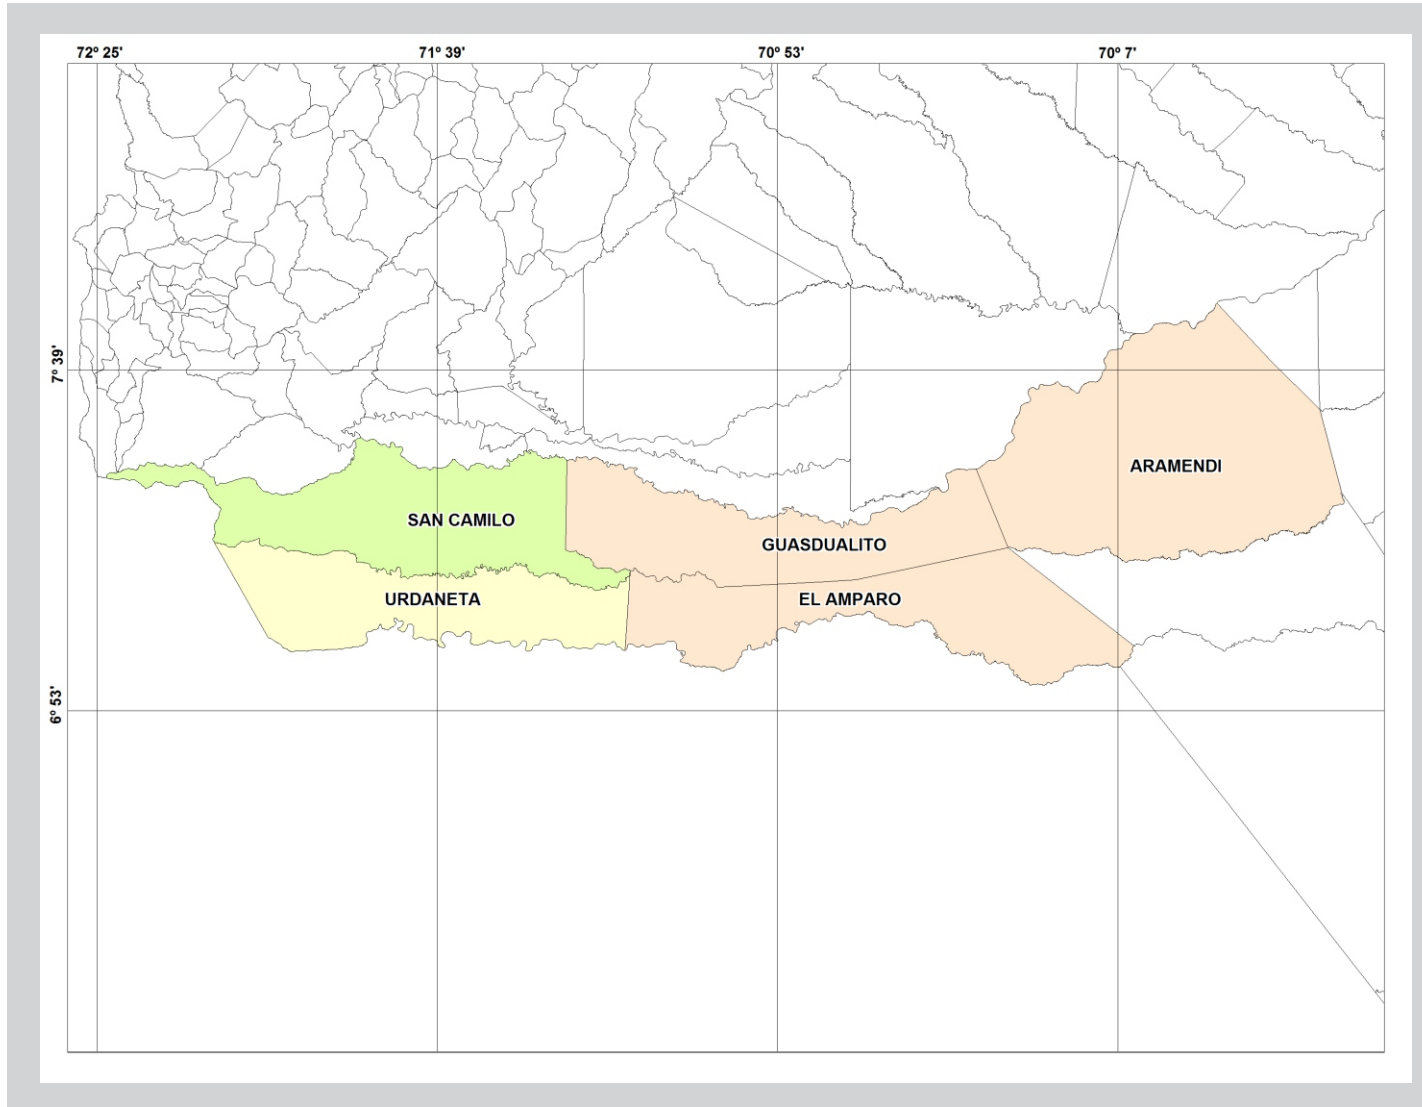 72º 25'
71º 39'
70º 53'
70º 7'
7º 39'
ARAMENDI
SAN CAMILO
GUASDUALITO
URDANETA
EL AMPARO
6º 53'